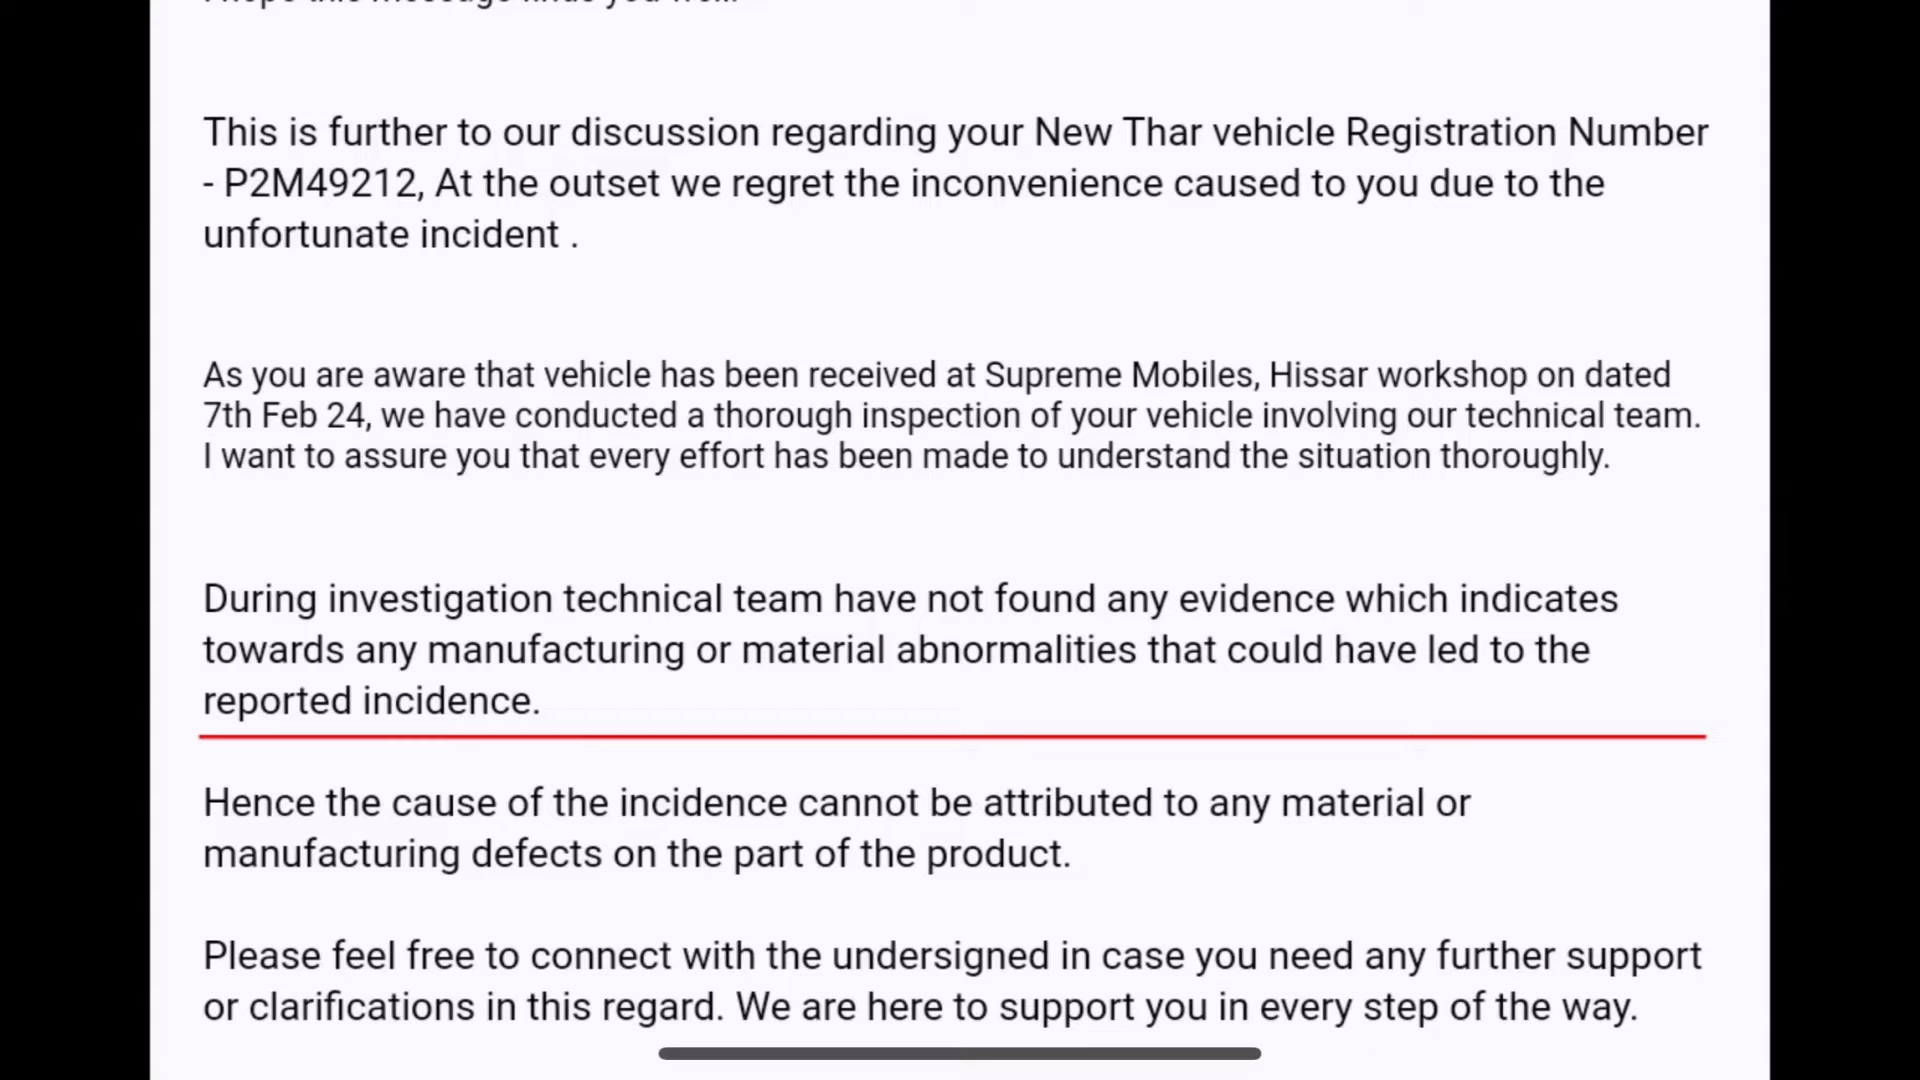 I hope this message finds you well.
This is further to our discussion regarding your New Thar vehicle Registration Number
- P2M49212, At the outset we regret the inconvenience caused to you due to the
unfortunate incident .
As you are aware that vehicle has been received at Supreme Mobiles, Hissar workshop on dated
7th Feb 24, we have conducted a thorough inspection of your vehicle involving our technical team.
I want to assure you that every effort has been made to understand the situation thoroughly.
During investigation technical team have not found any evidence which indicates
towards any manufacturing or material abnormalities that could have led to the
reported incidence.
Hence the cause of the incidence cannot be attributed to any material or
manufacturing defects on the part of the product.
Please feel free to connect with the undersigned in case you need any further support
or clarifications in this regard. We are here to support you in every step of the way.